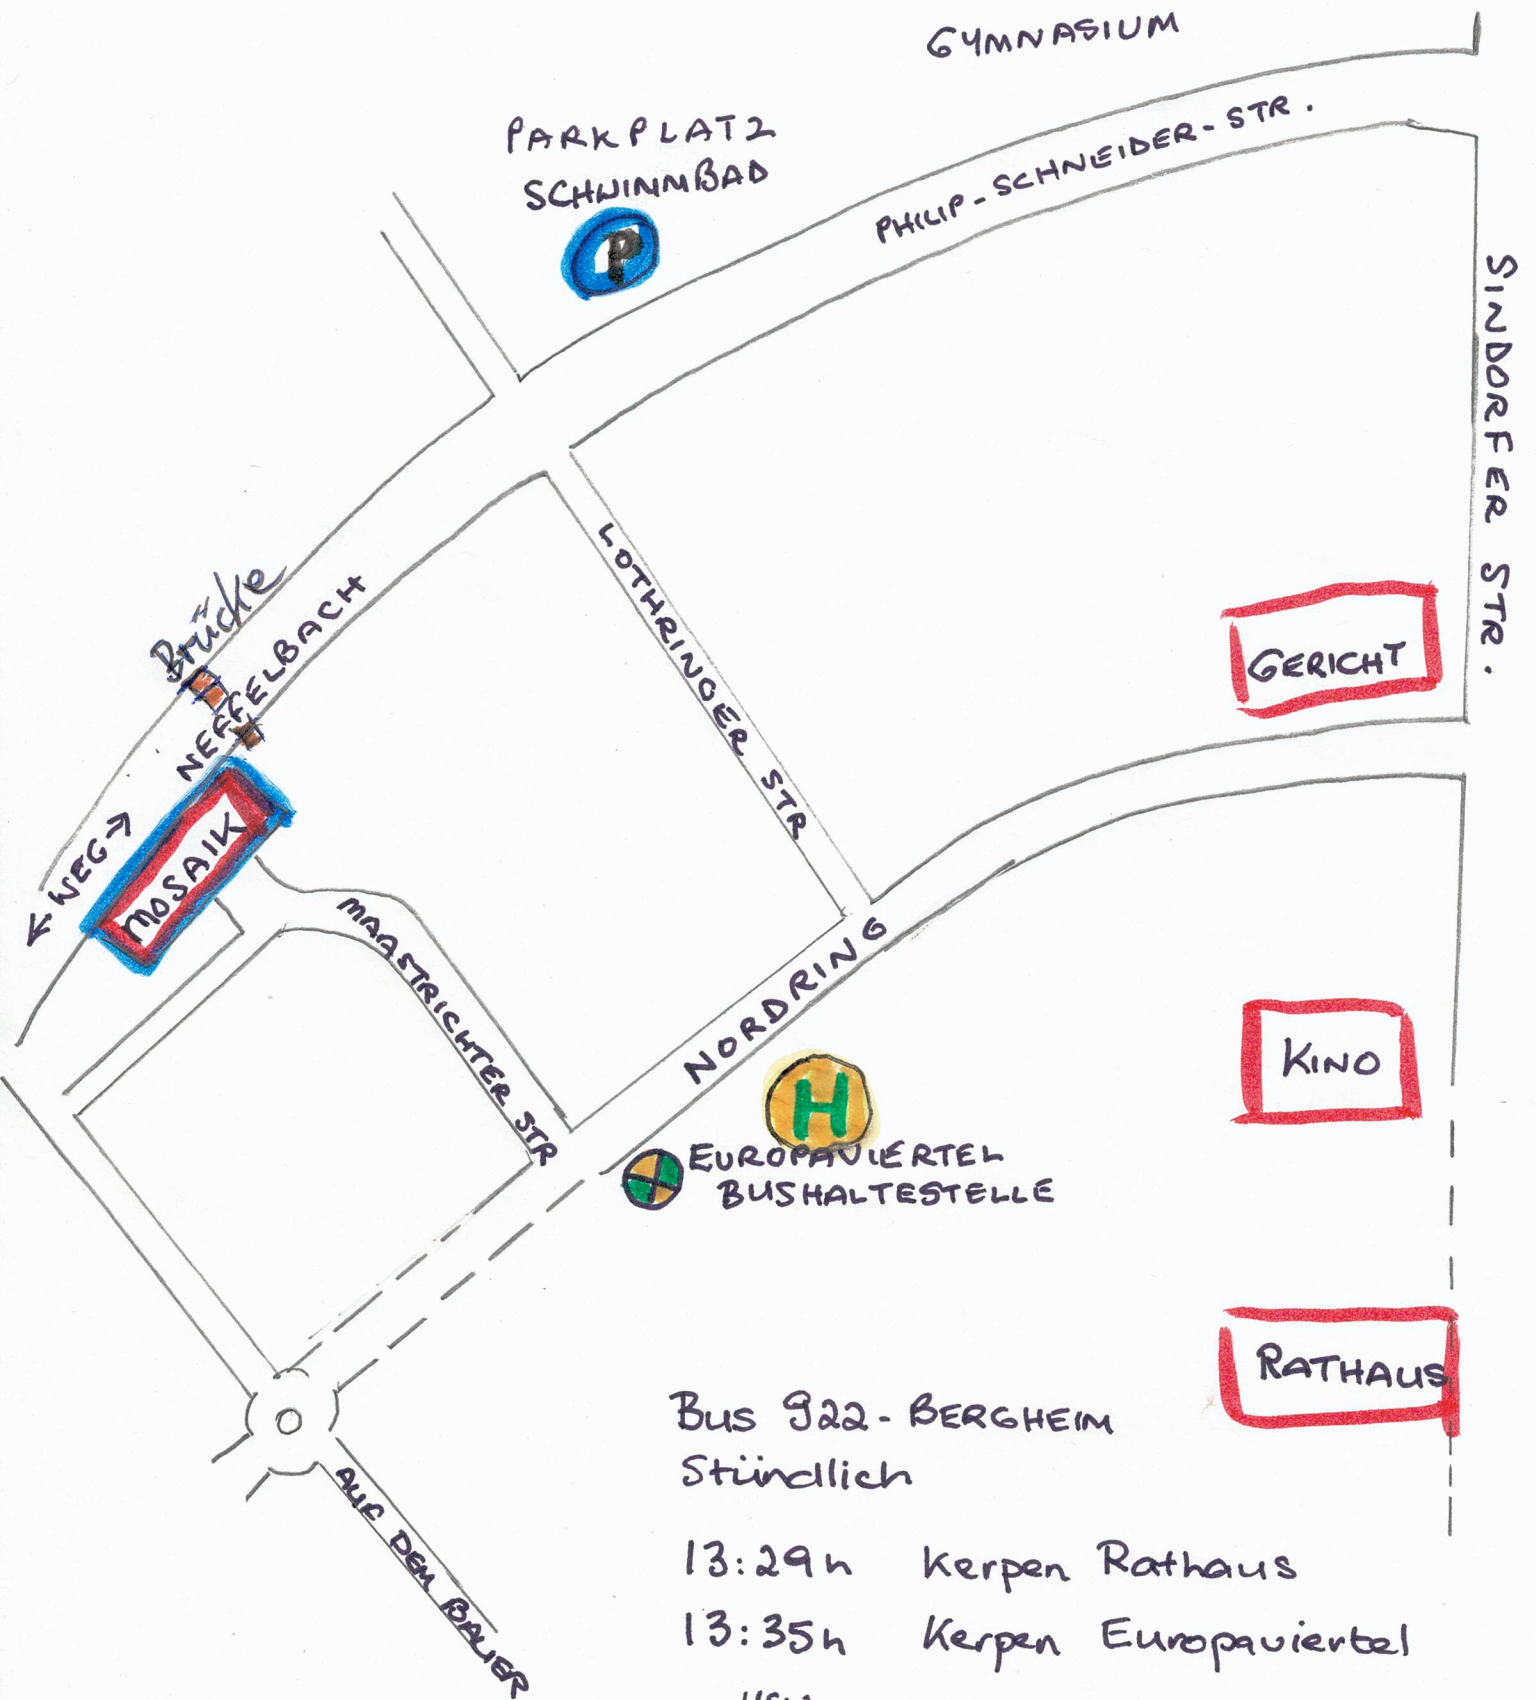 GYMNASIUM
PARKPLATZ
SCHWIMMBAD
P
PHILIP-SCHNEIDER-STR.
SINDORFER STR.
LOTHRINGER STR
Brücke
NEFFELBACH
GERICHT
← WEG →
MOSAIK
MAASTRICHTER STR
NORDRING
KINO
H
EUROPAVIERTEL
BUSHALTESTELLE
RATHAUS
Bus 922 - BERGHEIM
Stündlich
AUF DEM BAUER
13:29h Kerpen Rathaus
13:35h Kerpen Europaviertel